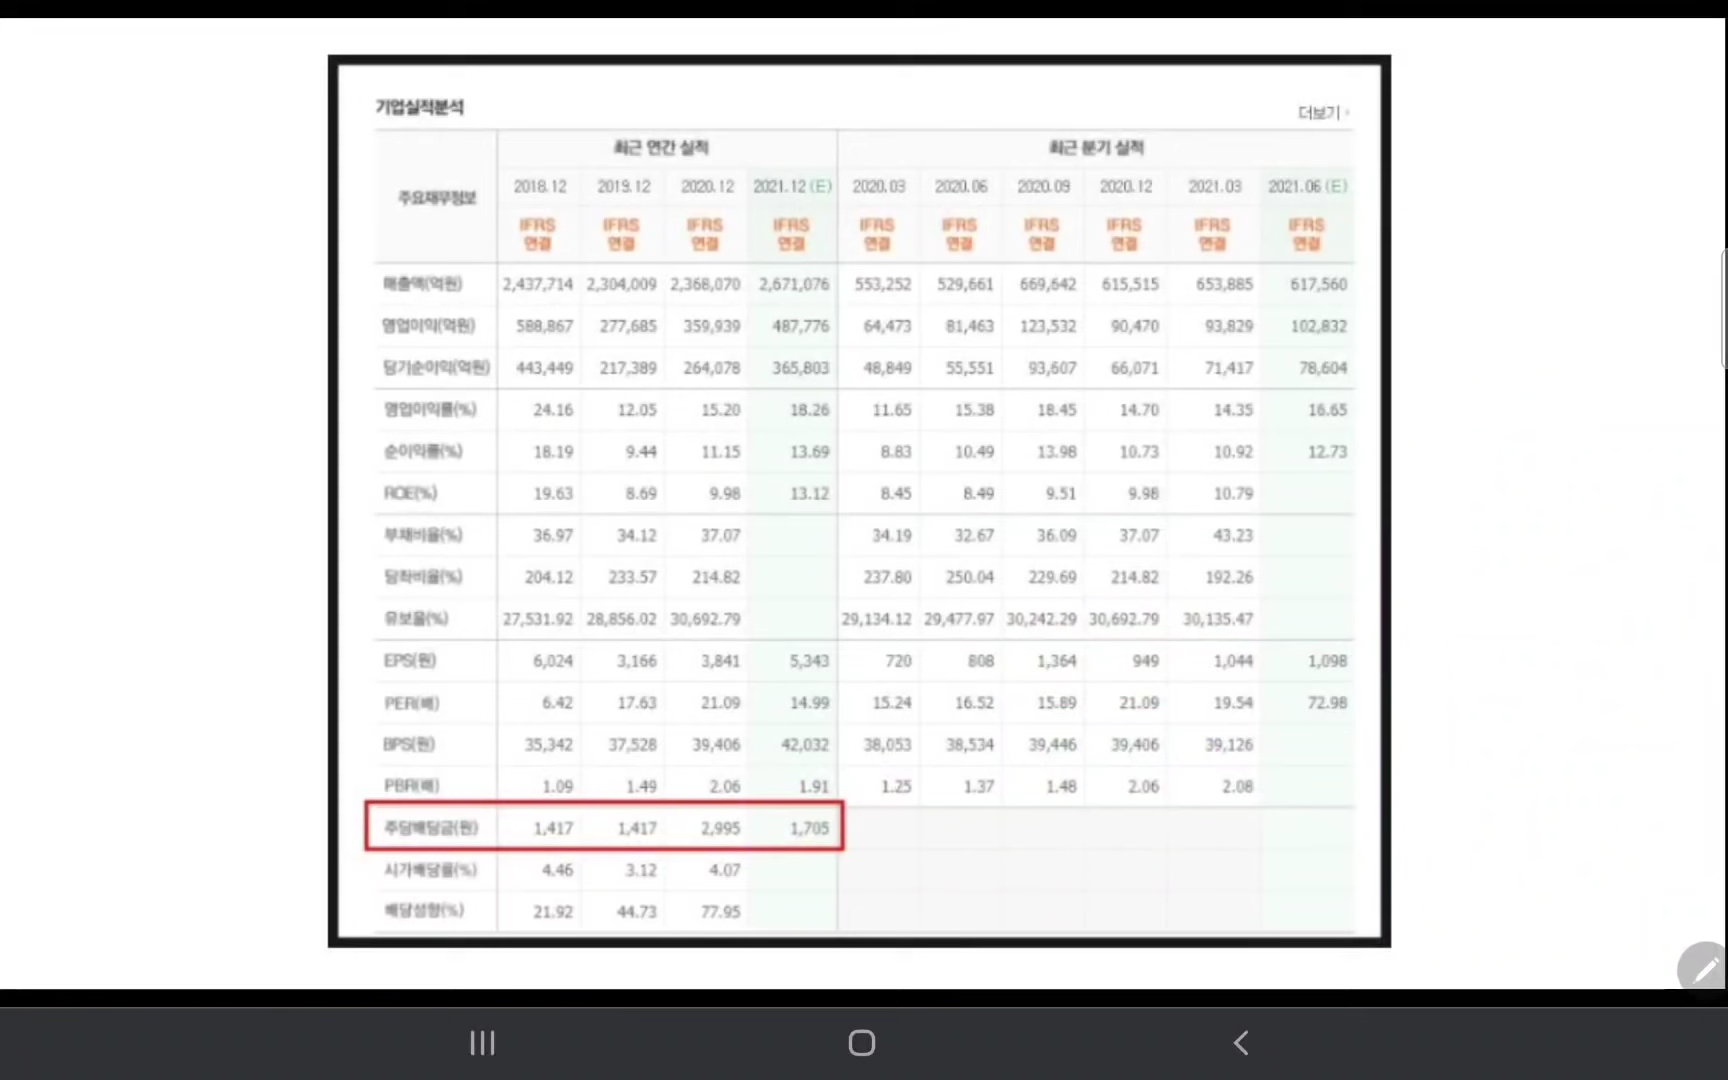 기업실적분석
더보기
주요재무정보 최근 연간 실적 최근 분기 실적
2018.12 2019.12 2020.12 2021.12 (E) 2020.03 2020.06 2020.09 2020.12 2021.03 2021.06 (E)
IFRS IFRS IFRS IFRS IFRS IFRS IFRS IFRS IFRS IFRS
연결 연결 연결 연결 연결 연결 연결 연결 연결 연결
매출액(억원) 2,437,714 2,304,009 2,368,070 2,671,076 553,252 529,661 669,642 615,515 653,885 617,560
영업이익(억원) 588,867 277,685 359,939 487,776 64,473 81,463 123,532 90,470 93,829 102,832
당기순이익(억원) 443,449 217,389 264,078 365,803 48,849 55,551 93,607 66,071 71,417 78,604
영업이익률(%) 24.16 12.05 15.20 18.26 11.65 15.38 18.45 14.70 14.35 16.65
순이익률(%) 18.19 9.44 11.15 13.69 8.83 10.49 13.98 10.73 10.92 12.73
ROE(%) 19.63 8.69 9.98 13.12 8.45 8.49 9.51 9.98 10.79
부채비율(%) 36.97 34.12 37.07 34.19 32.67 36.09 37.07 43.23
당좌비율(%) 204.12 233.57 214.82 237.80 250.04 229.69 214.82 192.26
유보율(%) 27,531.92 28,856.02 30,692.79 29,134.12 29,477.97 30,242.29 30,692.79 30,135.47
EPS(원) 6,024 3,166 3,841 5,343 720 808 1,364 949 1,044 1,098
PER(배) 6.42 17.63 21.09 14.99 15.24 16.52 15.89 21.09 19.54 72.98
BPS(원) 35,342 37,528 39,406 42,032 38,053 38,534 39,446 39,406 39,126
PBR(배) 1.09 1.49 2.06 1.91 1.25 1.37 1.48 2.06 2.08
주당배당금(원) 1,417 1,417 2,995 1,705
시가배당률(%) 4.46 3.12 4.07
배당성향(%) 21.92 44.73 77.95